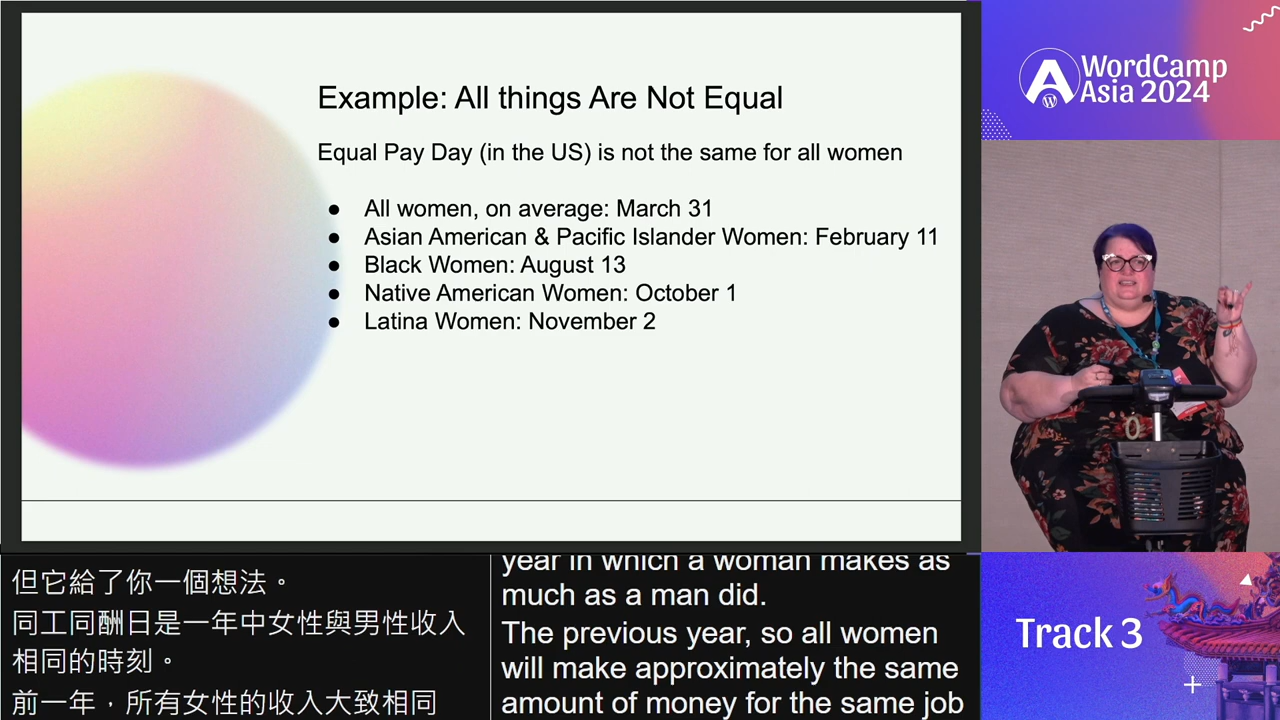 Example: All things Are Not Equal
Equal Pay Day (in the US) is not the same for all women
● All women, on average: March 31
● Asian American & Pacific Islander Women: February 11
● Black Women: August 13
● Native American Women: October 1
● Latina Women: November 2
WordCamp
Asia 2024
但它給了你一個想法。
同工同酬日是一年中女性與男性收入
相同的時刻。
前一年，所有女性的收入大致相同
year in which a woman makes as
much as a man did.
The previous year, so all women
will make approximately the same
amount of money for the same job
Track 3